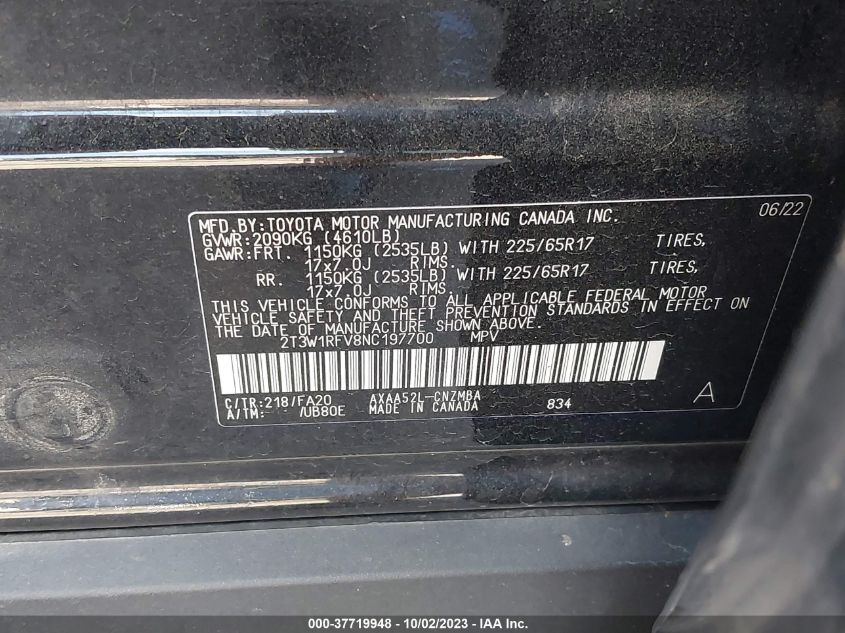 MFD. BY: TOYOTA MOTOR MANUFACTURING CANADA INC. 06/22
GVWR: 2090KG (4610LB)
GAWR: FRT. 1150KG (2535LB) WITH 225/65R17 TIRES,
17x7.0J RIMS
RR. 1150KG (2535LB) WITH 225/65R17 TIRES,
17x7.0J RIMS
THIS VEHICLE CONFORMS TO ALL APPLICABLE FEDERAL MOTOR
VEHICLE SAFETY AND THEFT PREVENTION STANDARDS IN EFFECT ON
THE DATE OF MANUFACTURE SHOWN ABOVE.
2T3W1RFV8NC197700 MPV
C/TR: 218/FA20 AXAA52L-CNZMBA A
A/TM: /UB80E MADE IN CANADA 834
000-37719948 - 10/02/2023 - IAA Inc.